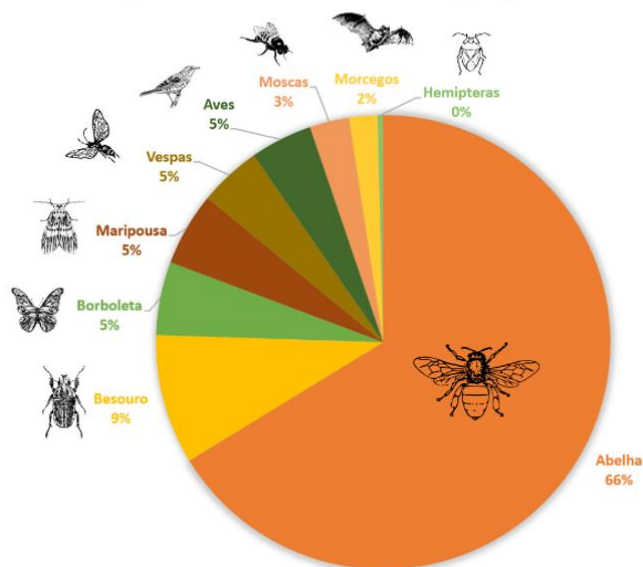 Moscas
3%
Morcegos
2%
Hemipteras
0%
Aves
5%
Vespas
5%
Maripousa
5%
Borboleta
5%
Besouro
9%
Abelha
66%